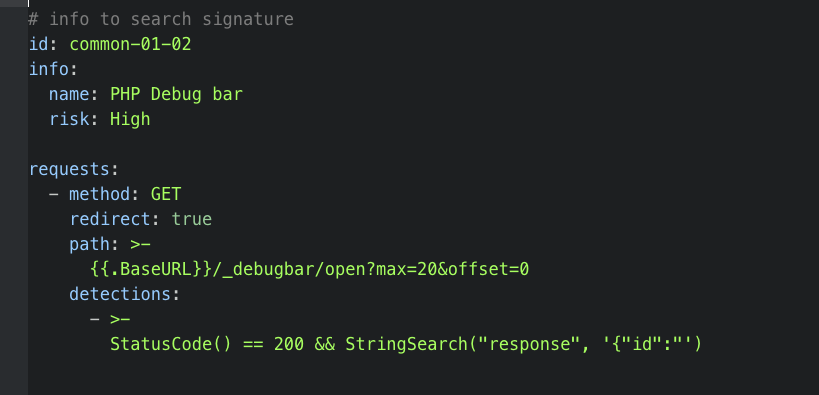 # info to search signature
id: common-01-02
info:
  name: PHP Debug bar
  risk: High

requests:
  - method: GET
    redirect: true
    path: >-
      {{.BaseURL}}/_debugbar/open?max=20&offset=0
    detections:
      - >-
        StatusCode() == 200 && StringSearch("response", '{"id":"')